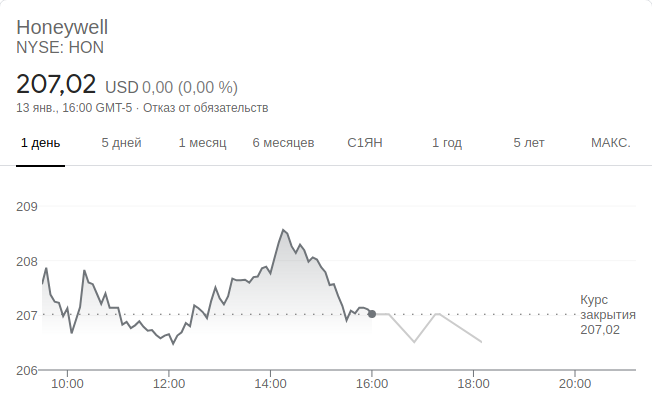 Honeywell
NYSE: HON
207,02 USD 0,00 (0,00 %)
13 янв., 16:00 GMT-5 · Отказ от обязательств
1 день 5 дней 1 месяц 6 месяцев С1ЯН 1 год 5 лет МАКС.
209
208
207
206
Курс
закрытия
207,02
10:00 12:00 14:00 16:00 18:00 20:00